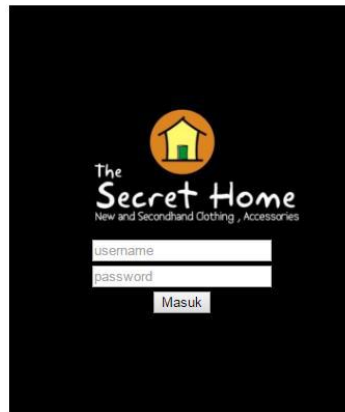 The
Secret Home
New and Secondhand Clothing , Accessories
username
password
Masuk